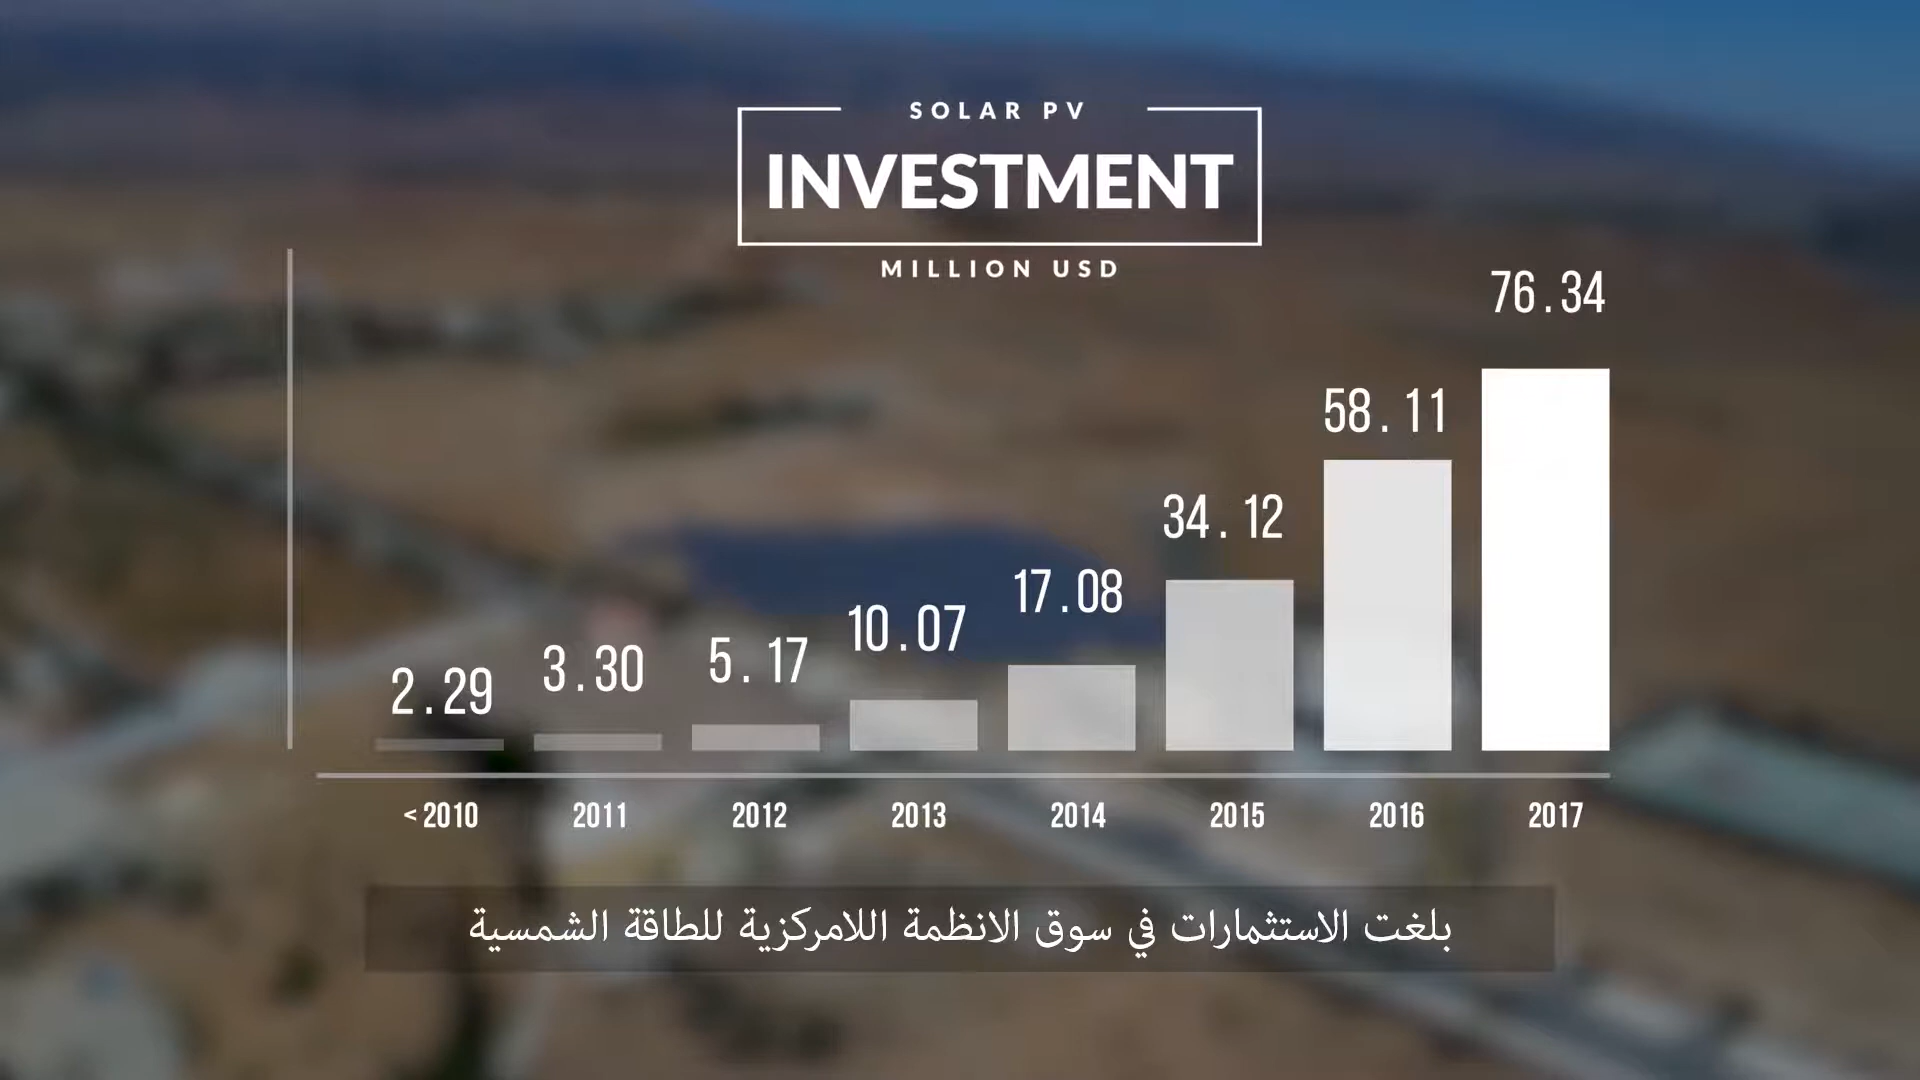 SOLAR PV
INVESTMENT
MILLION USD
76.34
58.11
34.12
17.08
10.07
5.17
3.30
2.29
< 2010 2011 2012 2013 2014 2015 2016 2017
بلغت الاستثمارات في سوق الانظمة اللامركزية للطاقة الشمسية